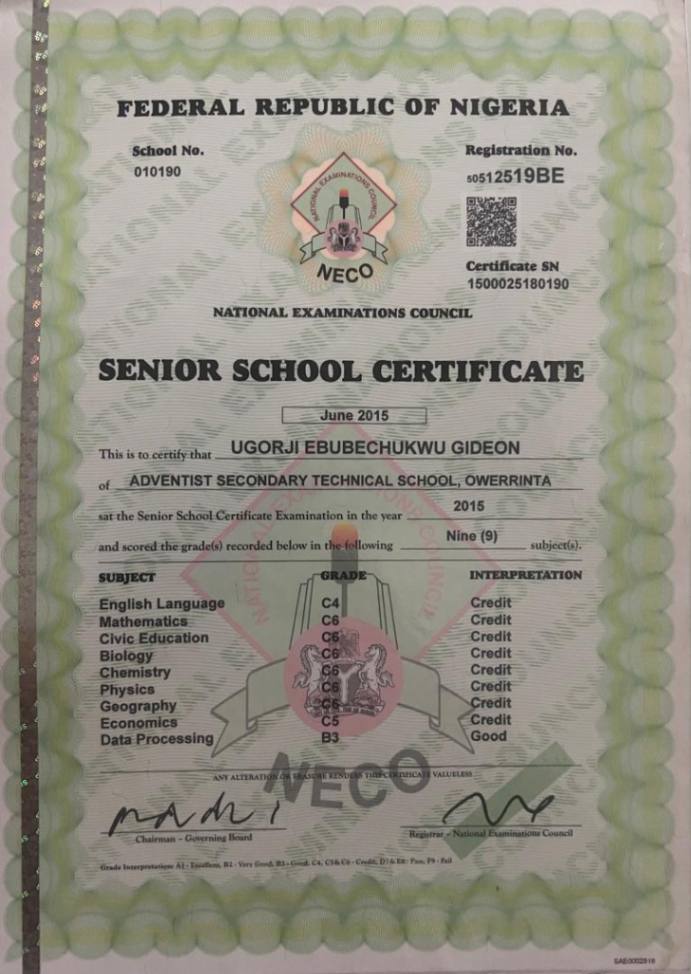 FEDERAL REPUBLIC OF NIGERIA
School No.
010190
Registration No.
50512519BE
NATIONAL EXAMINATIONS COUNCIL
NECO
Certificate SN
1500025180190
NATIONAL EXAMINATIONS COUNCIL
SENIOR SCHOOL CERTIFICATE
June 2015
This is to certify that UGORJI EBUBECHUKWU GIDEON
of ADVENTIST SECONDARY TECHNICAL SCHOOL, OWERRINTA
sat the Senior School Certificate Examination in the year 2015
and scored the grade(s) recorded below in the following Nine (9) subject(s).
SUBJECT GRADE INTERPRETATION
English Language C4 Credit
Mathematics C6 Credit
Civic Education C6 Credit
Biology C6 Credit
Chemistry C6 Credit
Physics C6 Credit
Geography C6 Credit
Economics C5 Credit
Data Processing B3 Good
NECO
ANY ALTERATION OR ERASURE RENDERS THIS CERTIFICATE VALUELESS
Chairman - Governing Board
Registrar - National Examinations Council
Grade Interpretation: A1 - Excellent, B2 - Very Good, B3 - Good, C4, C5& C6 - Credit, D7& E8: Pass, F9 - Fail